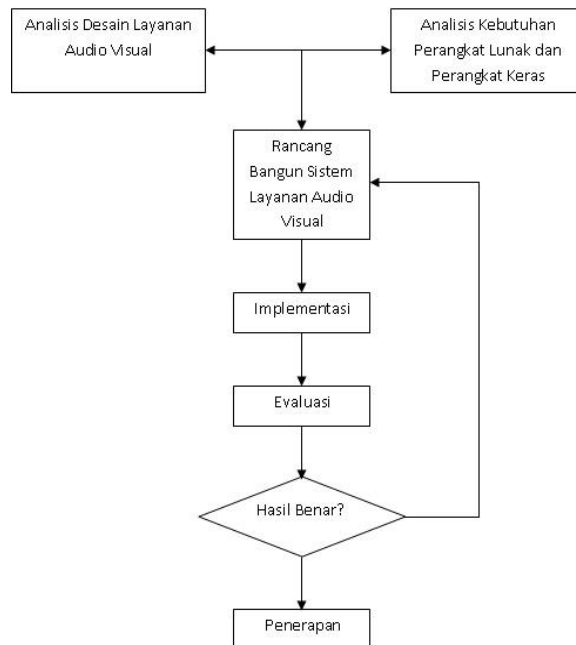 Analisis Desain Layanan
Audio Visual
Analisis Kebutuhan
Perangkat Lunak dan
Perangkat Keras
Rancang
Bangun Sistem
Layanan Audio
Visual
Implementasi
Evaluasi
Hasil Benar?
Penerapan